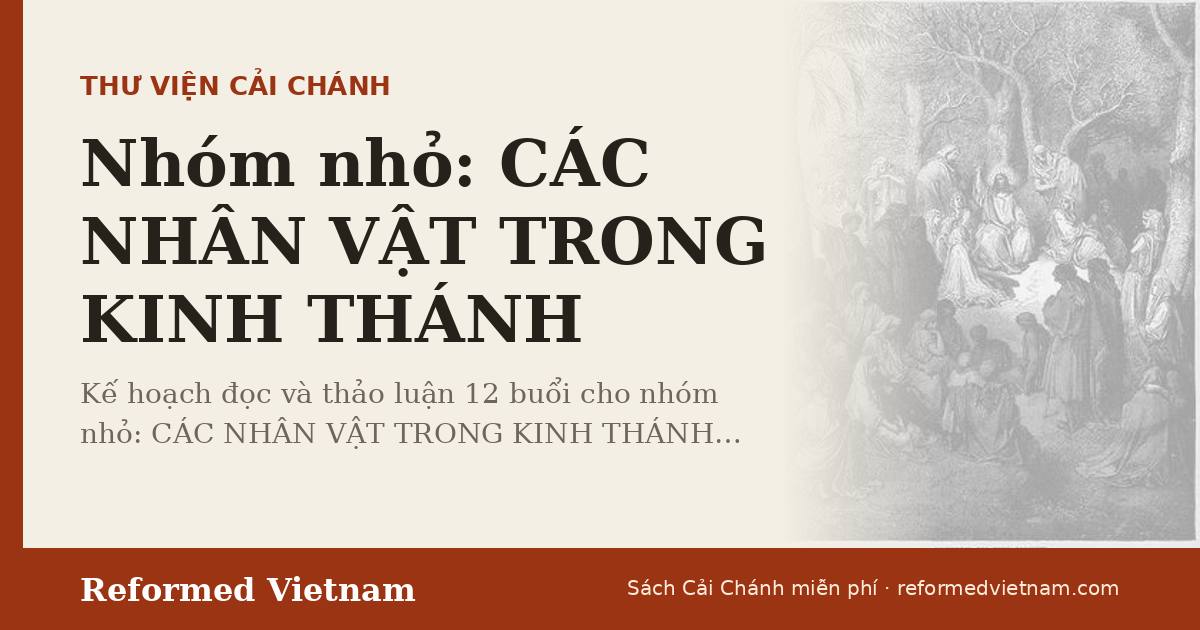 THƯ VIỆN CẢI CHÁNH
Nhóm nhỏ: CÁC
NHÂN VẬT TRONG
KINH THÁNH
Kế hoạch đọc và thảo luận 12 buổi cho nhóm
nhỏ: CÁC NHÂN VẬT TRONG KINH THÁNH...
Reformed Vietnam
Sách Cải Chánh miễn phí · reformedvietnam.com